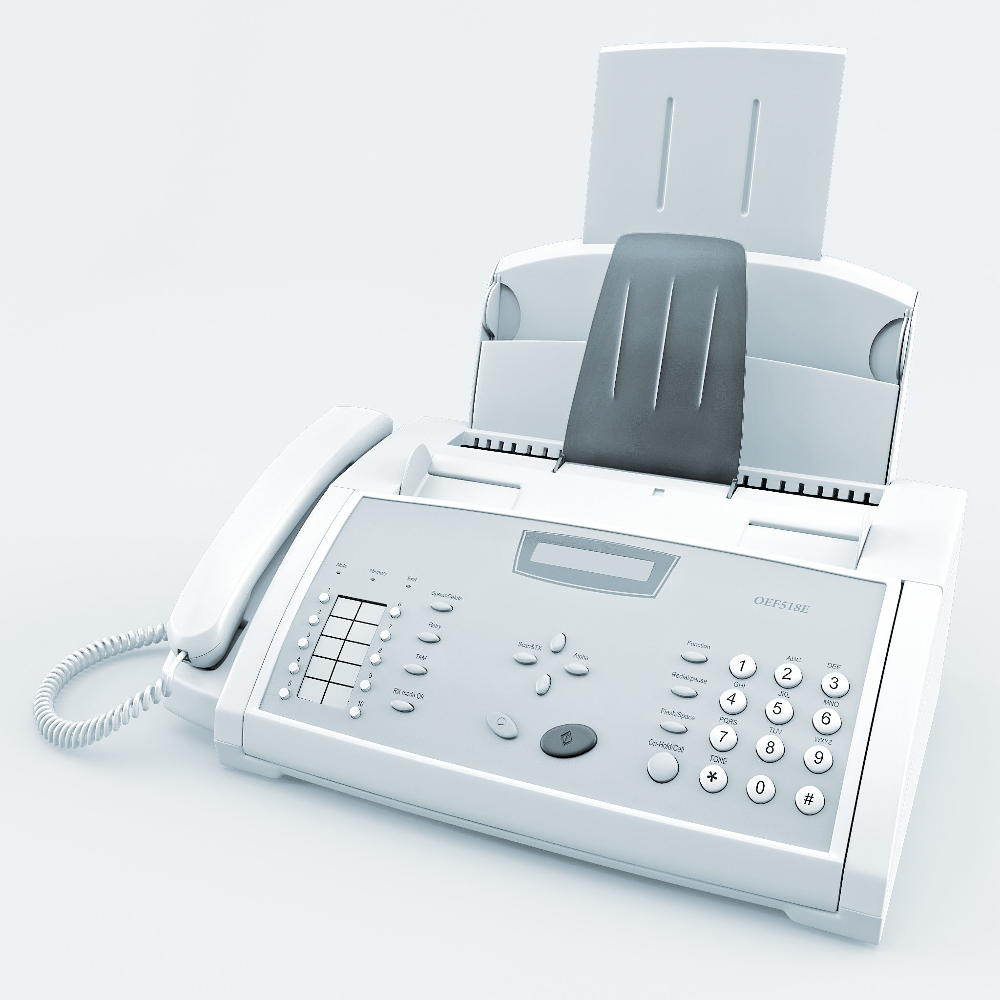 Mute
Memory
End
1
2
3
4
5
6
7
8
9
10
Speed/Delete
Retry
TAM
RX mode Off
Scan&TX
Alpha
OEF518E
Function
Redial/pause
Flash/Space
On-Hold/Call
1
ABC
2
DEF
3
GHI
4
JKL
5
MNO
6
PQRS
7
TUV
8
WXYZ
9
TONE
*
0
#